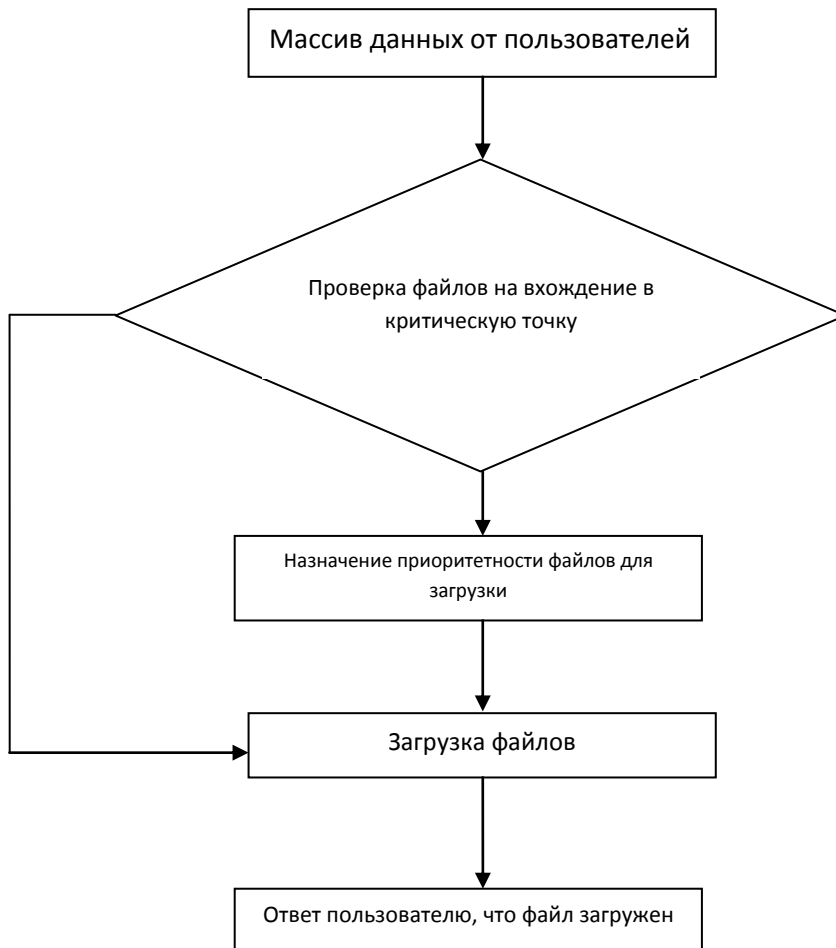 Массив данных от пользователей
Проверка файлов на вхождение в
критическую точку
Назначение приоритетности файлов для
загрузки
Загрузка файлов
Ответ пользователю, что файл загружен